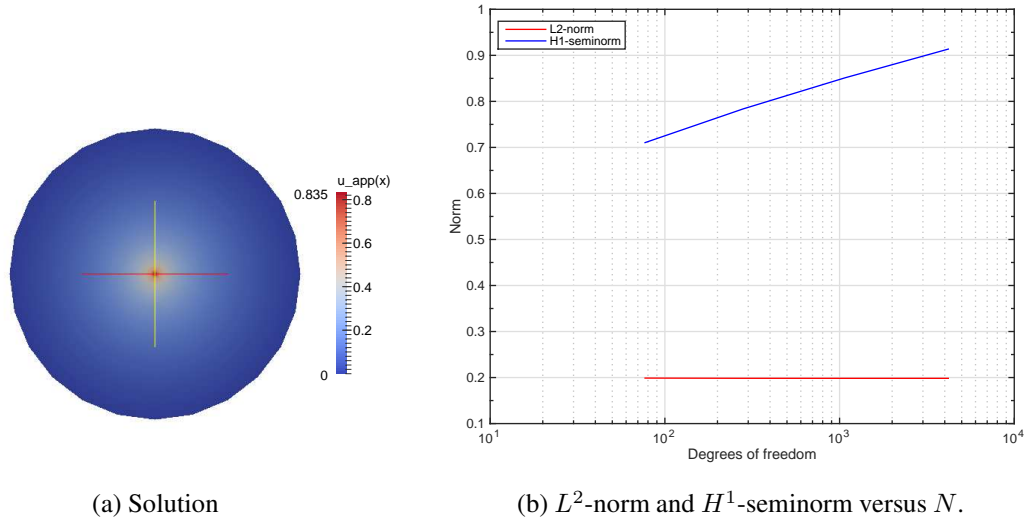 u_app(x)
0.835
0.8
0.6
0.4
0.2
0
L2-norm
H1-seminorm
1
0.9
0.8
0.7
0.6
0.5
0.4
0.3
0.2
0.1
Norm
10^1
10^2
10^3
10^4
Degrees of freedom
(a) Solution
(b) L^2-norm and H^1-seminorm versus N.